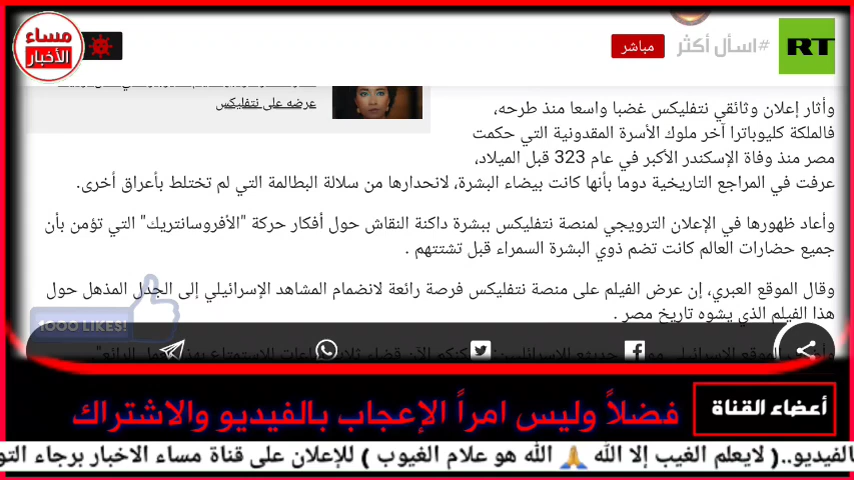 مساء
الأخبار
مباشر
#اسأل أكثر
RT
عرضه على نتفليكس
وأثار إعلان وثائقي نتفليكس غضبا واسعا منذ طرحه،
فالملكة كليوباترا آخر ملوك الأسرة المقدونية التي حكمت
مصر منذ وفاة الإسكندر الأكبر في عام 323 قبل الميلاد،
عرفت في المراجع التاريخية دوما بأنها كانت بيضاء البشرة، لانحدارها من سلالة البطالمة التي لم تختلط بأعراق أخرى.
وأعاد ظهورها في الإعلان الترويجي لمنصة نتفليكس ببشرة داكنة النقاش حول أفكار حركة "الأفروسانتريك" التي تؤمن بأن
جميع حضارات العالم كانت تضم ذوي البشرة السمراء قبل تشتتهم .
وقال الموقع العبري، إن عرض الفيلم على منصة نتفليكس فرصة رائعة لانضمام المشاهد الإسرائيلي إلى الجدل المذهل حول
هذا الفيلم الذي يشوه تاريخ مصر .
1000 LIKES!
أعضاء القناة
فضلاً وليس امراً الإعجاب بالفيديو والاشتراك
بالفيديو..( لايعلم الغيب إلا الله 🙏 الله هو علام الغيوب ) للإعلان على قناة مساء الاخبار برجاء التو